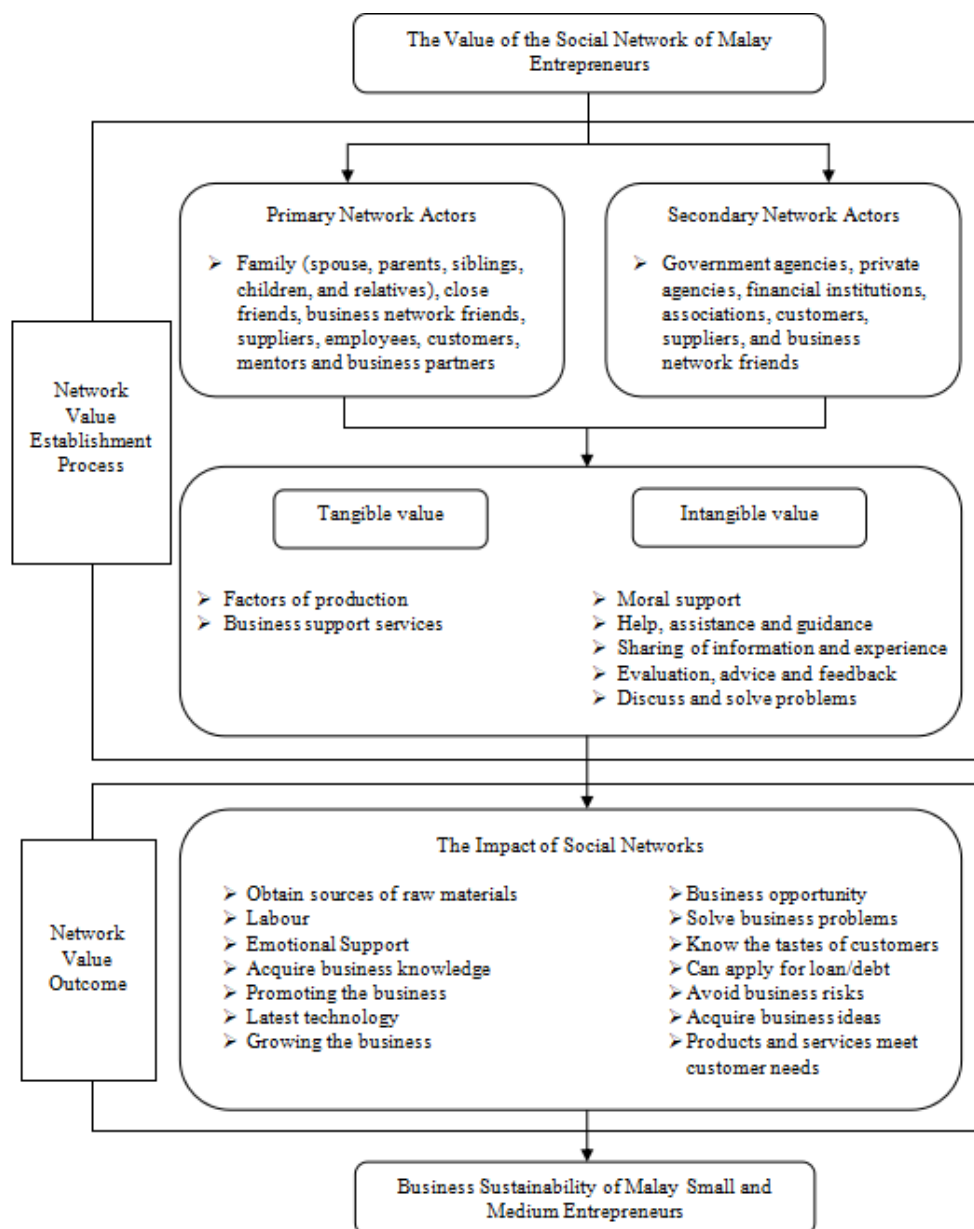 The Value of the Social Network of Malay
Entrepreneurs
Primary Network Actors
➢ Family (spouse, parents, siblings,
children, and relatives), close
friends, business network friends,
suppliers, employees, customers,
mentors and business partners
Secondary Network Actors
➢ Government agencies, private
agencies, financial institutions,
associations, customers,
suppliers, and business
network friends
Network
Value
Establishment
Process
Tangible value
➢ Factors of production
➢ Business support services
Intangible value
➢ Moral support
➢ Help, assistance and guidance
➢ Sharing of information and experience
➢ Evaluation, advice and feedback
➢ Discuss and solve problems
Network
Value
Outcome
The Impact of Social Networks
➢ Obtain sources of raw materials
➢ Labour
➢ Emotional Support
➢ Acquire business knowledge
➢ Promoting the business
➢ Latest technology
➢ Growing the business
➢ Business opportunity
➢ Solve business problems
➢ Know the tastes of customers
➢ Can apply for loan/debt
➢ Avoid business risks
➢ Acquire business ideas
➢ Products and services meet
customer needs
Business Sustainability of Malay Small and
Medium Entrepreneurs